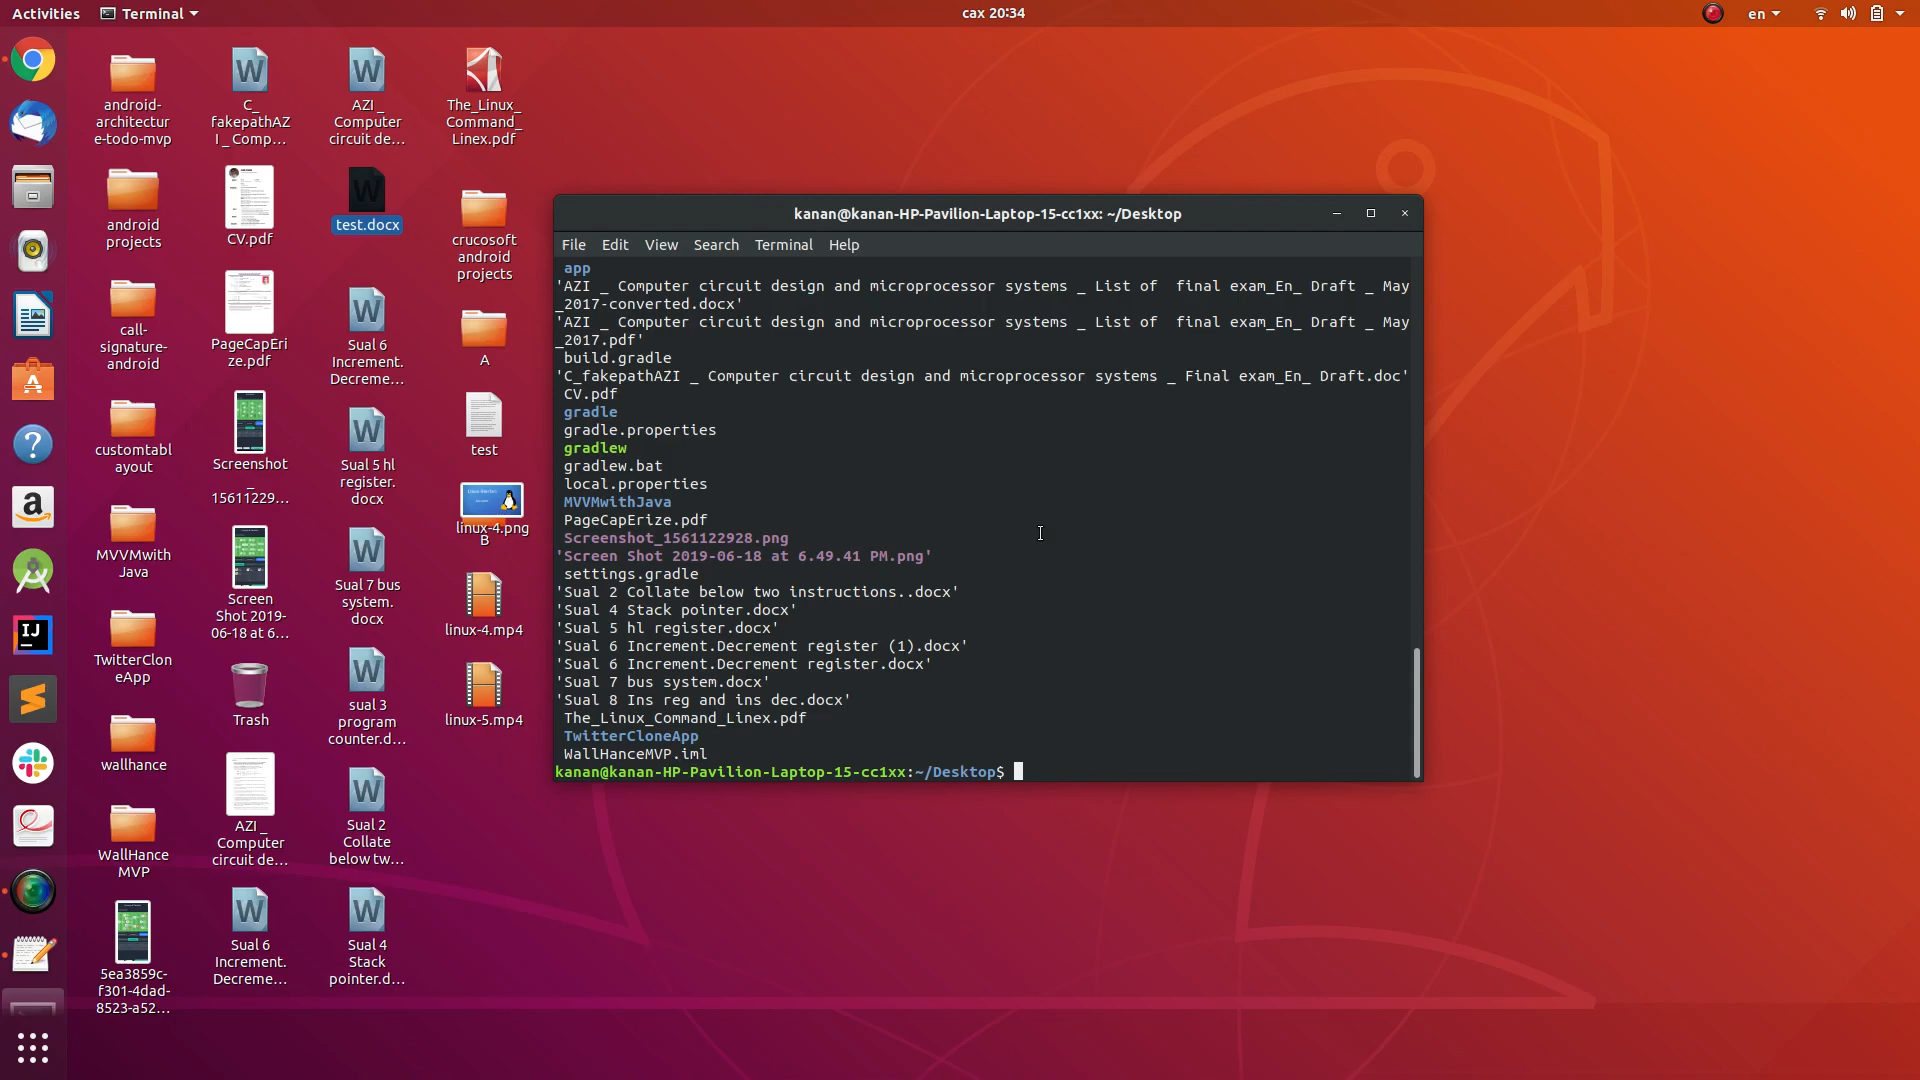 Activities
Terminal
cax 20:34
en
android-
architectur
e-todo-mvp
C_
fakepathAZ
I _ Comp...
AZI _
Computer
circuit de...
The_Linux_
Command_
Linex.pdf
android
projects
CV.pdf
test.docx
crucosoft
android
projects
call-
signature-
android
PageCapEri
ze.pdf
Sual 6
Increment.
Decreme...
A
customtabl
ayout
Screenshot
_
15611229...
Sual 5 hl
register.
docx
test
MVVMwith
Java
Screen
Shot 2019-
06-18 at 6...
Sual 7 bus
system.
docx
linux-4.png
B
TwitterClon
eApp
Trash
sual 3
program
counter.d...
linux-4.mp4
wallhance
AZI _
Computer
circuit de...
Sual 2
Collate
below tw...
linux-5.mp4
WallHance
MVP
Sual 6
Increment.
Decreme...
Sual 4
Stack
pointer.d...
5ea3859c-
f301-4dad-
8523-a52...
kanan@kanan-HP-Pavilion-Laptop-15-cc1xx: ~/Desktop
File Edit View Search Terminal Help
app
'AZI _ Computer circuit design and microprocessor systems _ List of  final exam_En_ Draft _ May
_2017-converted.docx'
'AZI _ Computer circuit design and microprocessor systems _ List of  final exam_En_ Draft _ May
_2017.pdf'
build.gradle
'C_fakepathAZI _ Computer circuit design and microprocessor systems _ Final exam_En_ Draft.doc'
CV.pdf
gradle
gradle.properties
gradlew
gradlew.bat
local.properties
MVVMwithJava
PageCapErize.pdf
Screenshot_1561122928.png
'Screen Shot 2019-06-18 at 6.49.41 PM.png'
settings.gradle
'Sual 2 Collate below two instructions..docx'
'Sual 4 Stack pointer.docx'
'Sual 5 hl register.docx'
'Sual 6 Increment.Decrement register (1).docx'
'Sual 6 Increment.Decrement register.docx'
'Sual 7 bus system.docx'
'Sual 8 Ins reg and ins dec.docx'
The_Linux_Command_Linex.pdf
TwitterCloneApp
WallHanceMVP.iml
kanan@kanan-HP-Pavilion-Laptop-15-cc1xx:~/Desktop$